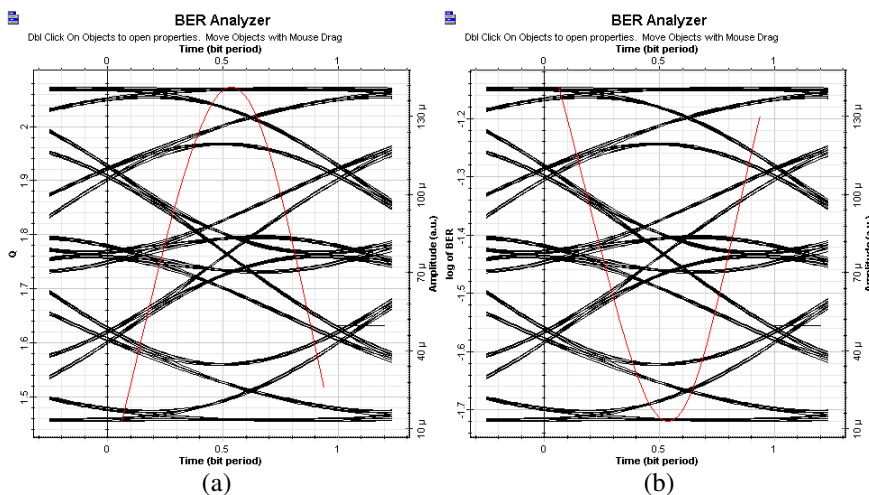 BER Analyzer
Dbl Click On Objects to open properties. Move Objects with Mouse Drag
Time (bit period)
0 0.5 1
Q
2
1.9
1.8
1.7
1.6
1.5
Amplitude (a.u.)
130 µ
100 µ
70 µ
40 µ
10 µ
0 0.5 1
Time (bit period)
(a)
BER Analyzer
Dbl Click On Objects to open properties. Move Objects with Mouse Drag
Time (bit period)
0 0.5 1
log of BER
-1.2
-1.3
-1.4
-1.5
-1.6
-1.7
Amplitude (a.u.)
130 µ
100 µ
70 µ
40 µ
10 µ
0 0.5 1
Time (bit period)
(b)